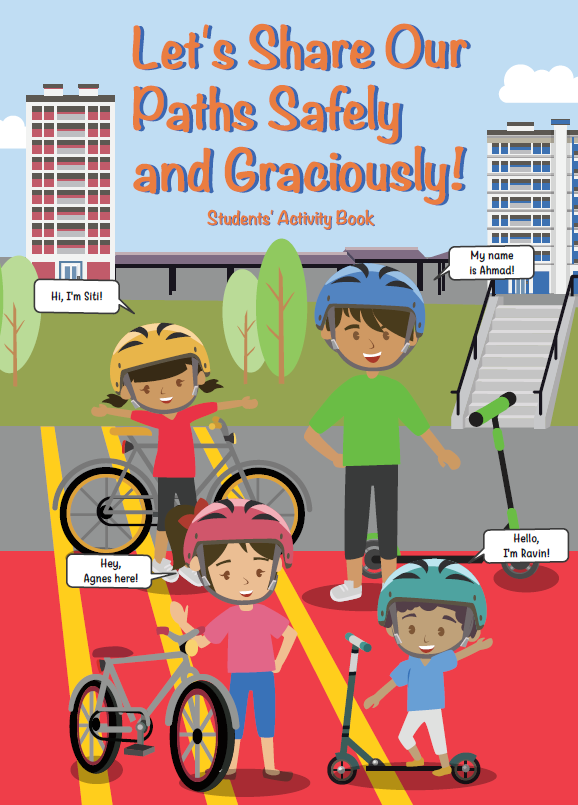 Let's Share Our
Paths Safely
and Graciously!
Students' Activity Book
My name
is Ahmad!
Hi, I'm Siti!
Hello,
I'm Ravin!
Hey,
Agnes here!